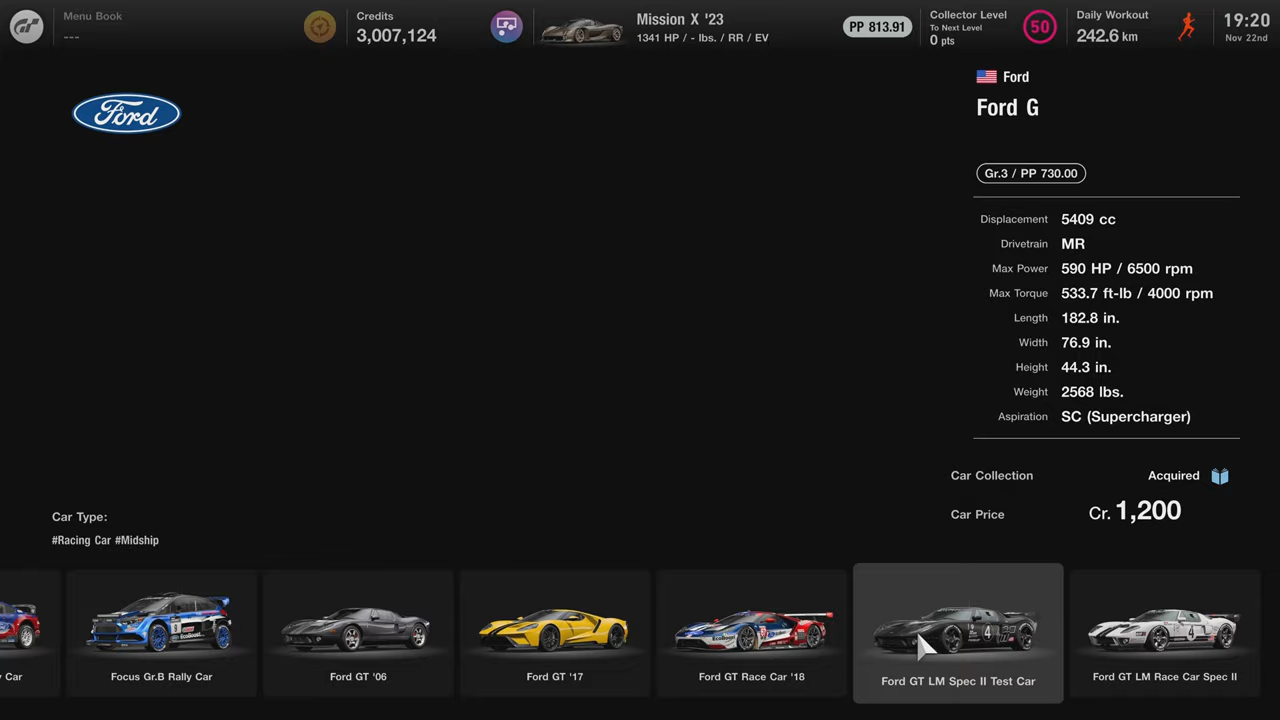 Menu Book
---
Credits
3,007,124
Mission X '23
1341 HP / - lbs. / RR / EV
PP 813.91
Collector Level
To Next Level
0 pts
50
Daily Workout
242.6 km
19:20
Nov 22nd
Ford
Ford
Ford G
Gr.3 / PP 730.00
Displacement 5409 cc
Drivetrain MR
Max Power 590 HP / 6500 rpm
Max Torque 533.7 ft-lb / 4000 rpm
Length 182.8 in.
Width 76.9 in.
Height 44.3 in.
Weight 2568 lbs.
Aspiration SC (Supercharger)
Car Collection Acquired
Car Price Cr. 1,200
Car Type:
#Racing Car #Midship
y Car
Focus Gr.B Rally Car
Ford GT '06
Ford GT '17
Ford GT Race Car '18
Ford GT LM Spec II Test Car
Ford GT LM Race Car Spec II